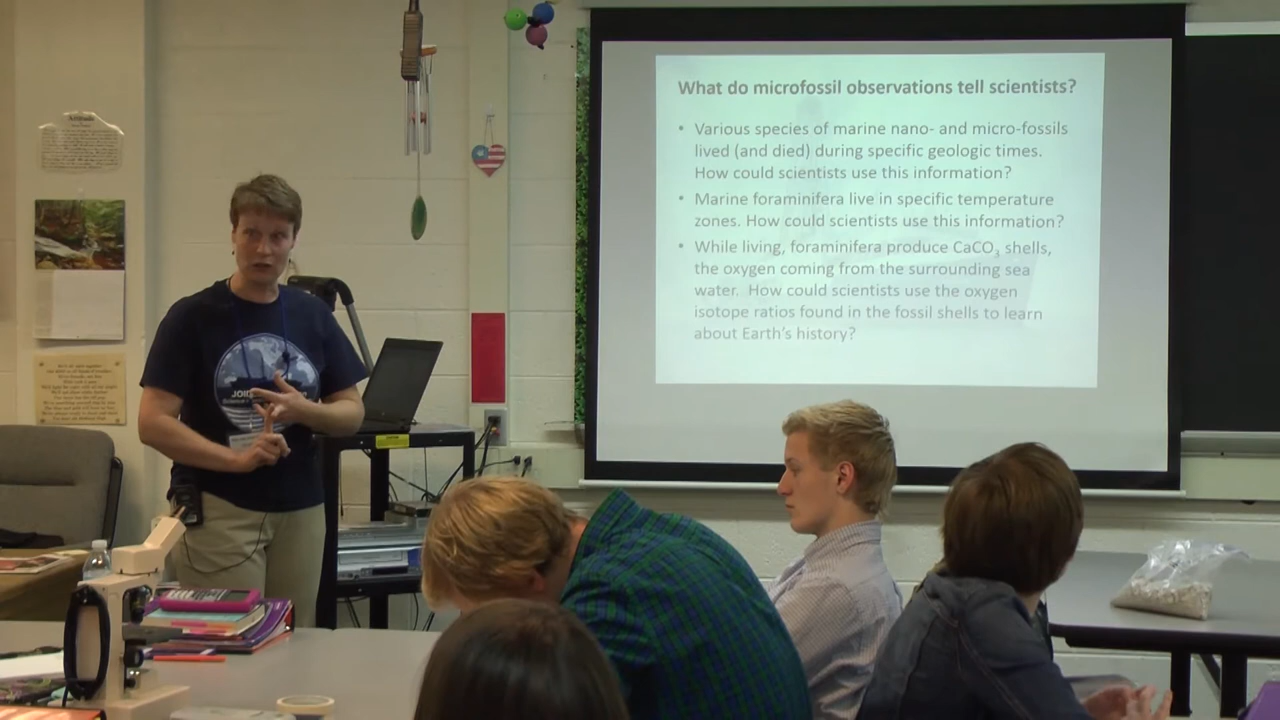 Attitude
JOID
What do microfossil observations tell scientists?
• Various species of marine nano- and micro-fossils
lived (and died) during specific geologic times.
How could scientists use this information?
• Marine foraminifera live in specific temperature
zones. How could scientists use this information?
• While living, foraminifera produce CaCO₃ shells,
the oxygen coming from the surrounding sea
water. How could scientists use the oxygen
isotope ratios found in the fossil shells to learn
about Earth's history?